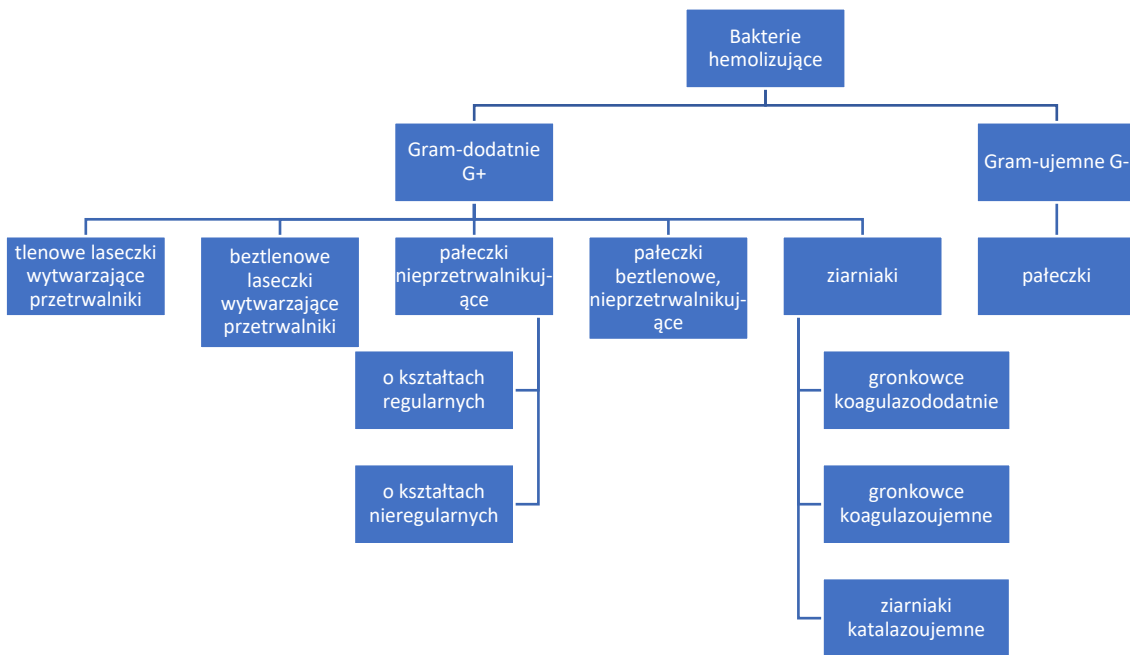 Bakterie
hemolizujące
Gram-dodatnie
G+
Gram-ujemne G-
tlenowe laseczki
wytwarzające
przetrwalniki
beztlenowe
laseczki
wytwarzające
przetrwalniki
pałeczki
nieprzetrwalnikuj-
ące
pałeczki
beztlenowe,
nieprzetrwalnikuj-
ące
ziarniaki
pałeczki
o kształtach
regularnych
gronkowce
koagulazododatnie
o kształtach
nieregularnych
gronkowce
koagulazoujemne
ziarniaki
katalazoujemne